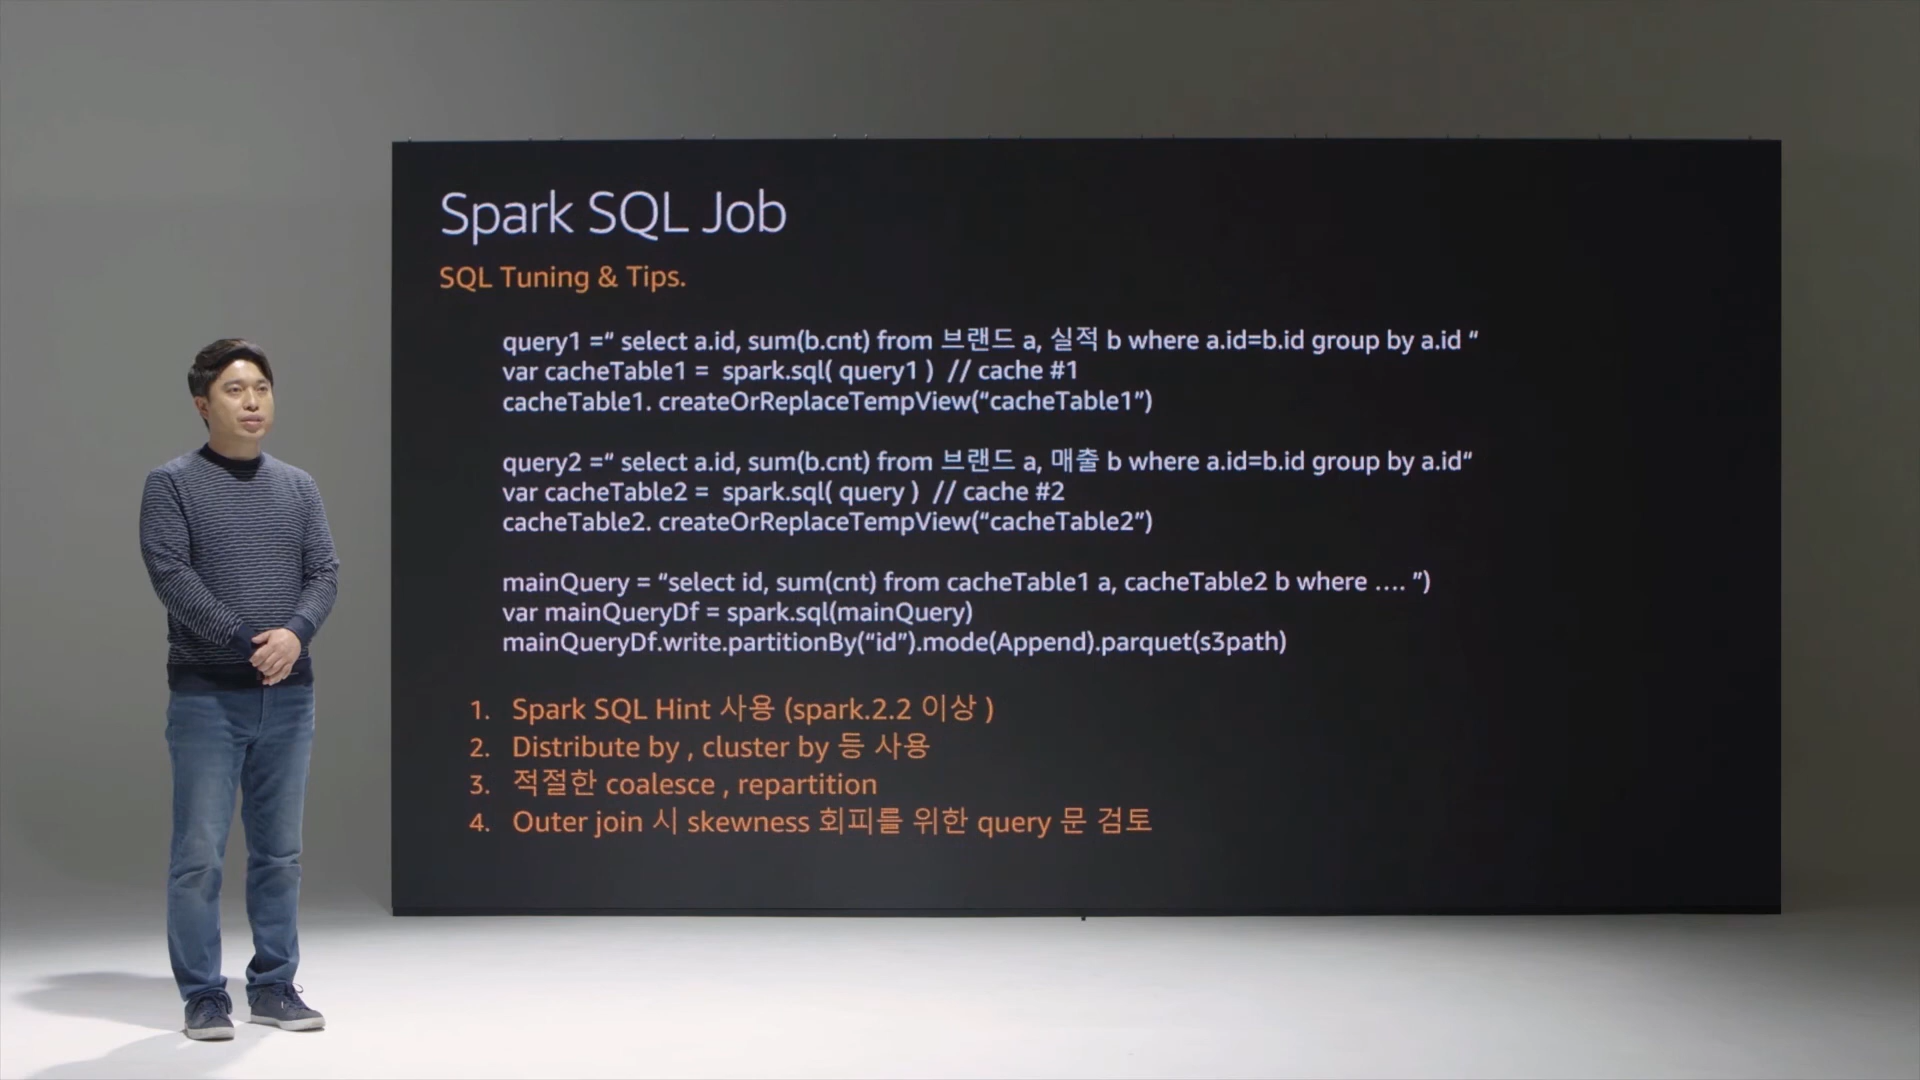 Spark SQL Job
SQL Tuning & Tips.
query1 =“ select a.id, sum(b.cnt) from 브랜드 a, 실적 b where a.id=b.id group by a.id “
var cacheTable1 =  spark.sql( query1 )  // cache #1
cacheTable1. createOrReplaceTempView(“cacheTable1”)
query2 =“ select a.id, sum(b.cnt) from 브랜드 a, 매출 b where a.id=b.id group by a.id“
var cacheTable2 =  spark.sql( query )  // cache #2
cacheTable2. createOrReplaceTempView(“cacheTable2”)
mainQuery = “select id, sum(cnt) from cacheTable1 a, cacheTable2 b where .... ”)
var mainQueryDf = spark.sql(mainQuery)
mainQueryDf.write.partitionBy(“id”).mode(Append).parquet(s3path)
1. Spark SQL Hint 사용 (spark.2.2 이상 )
2. Distribute by , cluster by 등 사용
3. 적절한 coalesce , repartition
4. Outer join 시 skewness 회피를 위한 query 문 검토